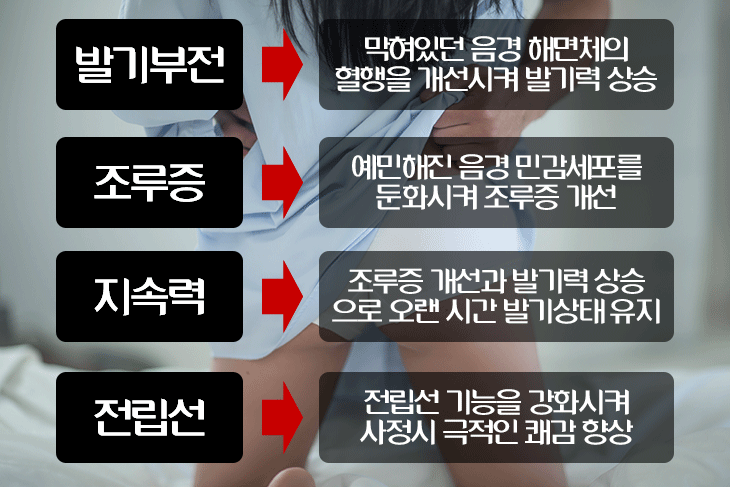 발기부전
막혀있던 음경 해면체의
혈행을 개선시켜 발기력 상승
조루증
예민해진 음경 민감세포를
둔화시켜 조루증 개선
지속력
조루증 개선과 발기력 상승
으로 오랜 시간 발기상태 유지
전립선
전립선 기능을 강화시켜
사정시 극적인 쾌감 향상